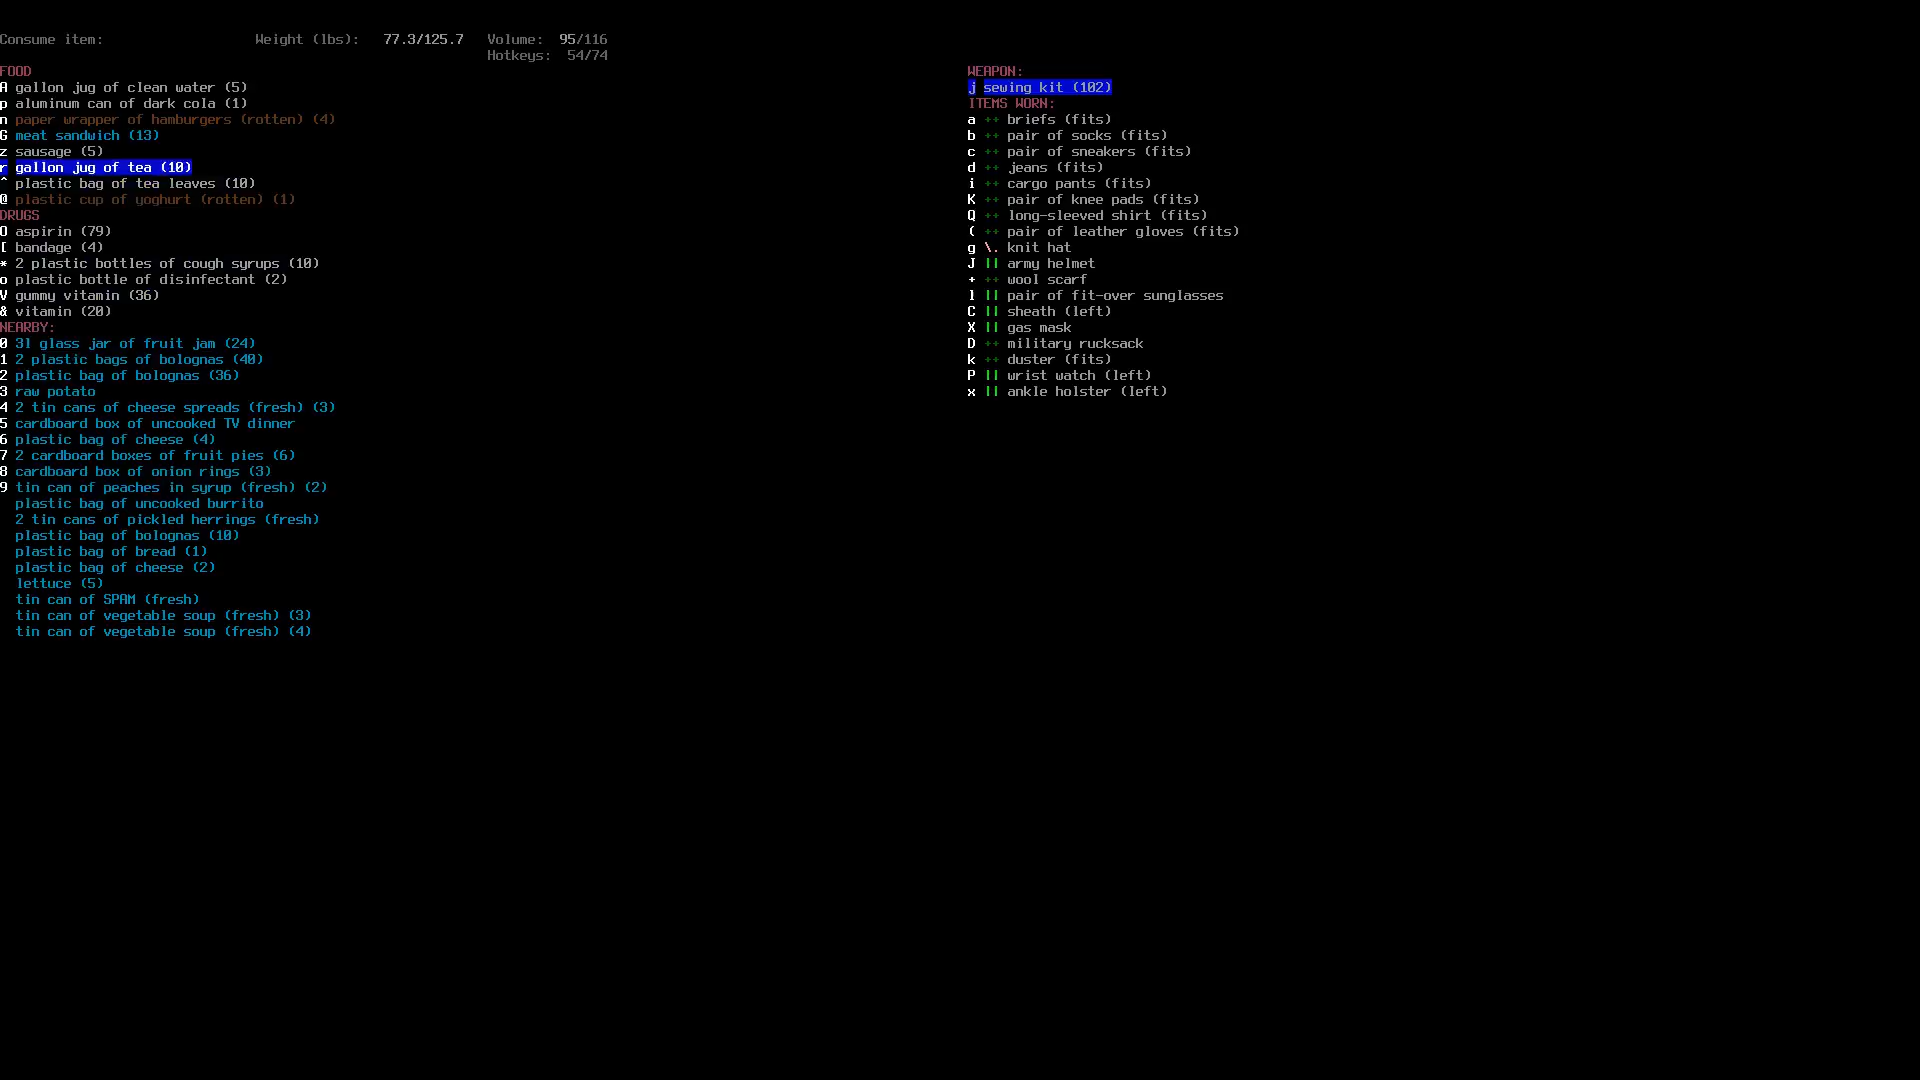 Consume item: Weight (lbs): 77.3/125.7 Volume: 95/116
Hotkeys: 54/74
FOOD
A gallon jug of clean water (5)
p aluminum can of dark cola (1)
n paper wrapper of hamburgers (rotten) (4)
G meat sandwich (13)
z sausage (5)
r gallon jug of tea (10)
^ plastic bag of tea leaves (10)
@ plastic cup of yoghurt (rotten) (1)
DRUGS
O aspirin (79)
[ bandage (4)
* 2 plastic bottles of cough syrups (10)
o plastic bottle of disinfectant (2)
V gummy vitamin (36)
& vitamin (20)
NEARBY:
0 3l glass jar of fruit jam (24)
1 2 plastic bags of bolognas (40)
2 plastic bag of bolognas (36)
3 raw potato
4 2 tin cans of cheese spreads (fresh) (3)
5 cardboard box of uncooked TV dinner
6 plastic bag of cheese (4)
7 2 cardboard boxes of fruit pies (6)
8 cardboard box of onion rings (3)
9 tin can of peaches in syrup (fresh) (2)
plastic bag of uncooked burrito
2 tin cans of pickled herrings (fresh)
plastic bag of bolognas (10)
plastic bag of bread (1)
plastic bag of cheese (2)
lettuce (5)
tin can of SPAM (fresh)
tin can of vegetable soup (fresh) (3)
tin can of vegetable soup (fresh) (4)
WEAPON:
j sewing kit (102)
ITEMS WORN:
a ++ briefs (fits)
b ++ pair of socks (fits)
c ++ pair of sneakers (fits)
d ++ jeans (fits)
i ++ cargo pants (fits)
K ++ pair of knee pads (fits)
Q ++ long-sleeved shirt (fits)
( ++ pair of leather gloves (fits)
g \. knit hat
J || army helmet
+ ++ wool scarf
l || pair of fit-over sunglasses
C || sheath (left)
X || gas mask
D ++ military rucksack
k ++ duster (fits)
P || wrist watch (left)
x || ankle holster (left)